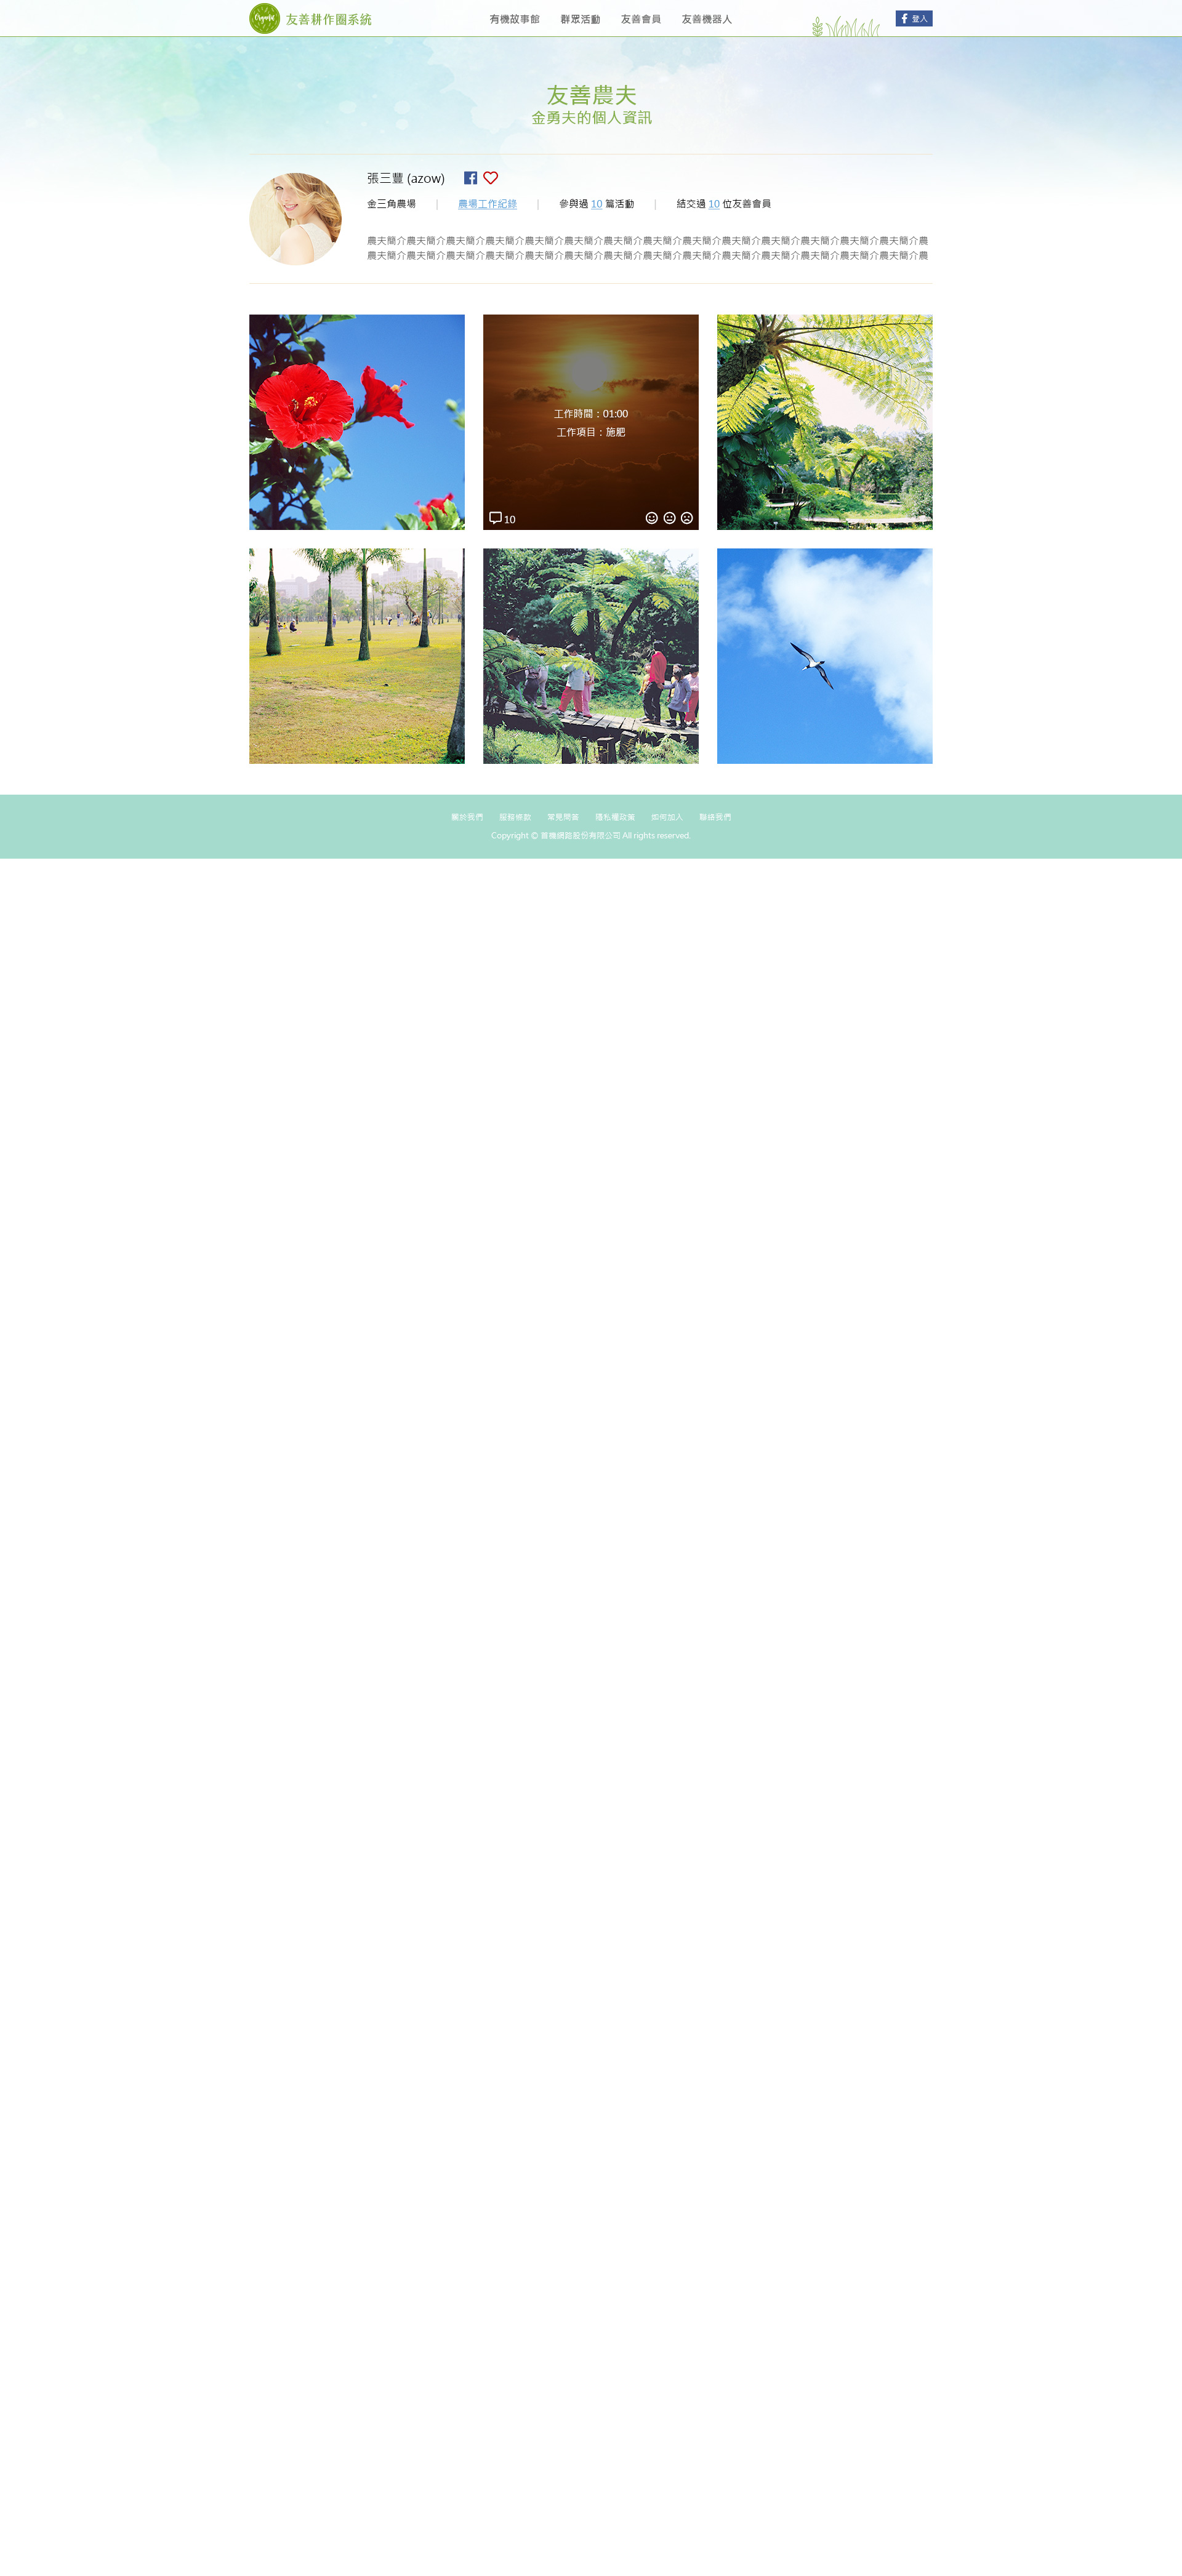 Organic 友善耕作圈系統 有機故事館 群眾活動 友善會員 友善機器人 登入
友善農夫
金勇夫的個人資訊
張三豐 (azow)
金三角農場 | 農場工作紀錄 | 參與過 10 篇活動 | 結交過 10 位友善會員
農夫簡介農夫簡介農夫簡介農夫簡介農夫簡介農夫簡介農夫簡介農夫簡介農夫簡介農夫簡介農夫簡介農夫簡介農夫簡介農夫簡介農
農夫簡介農夫簡介農夫簡介農夫簡介農夫簡介農夫簡介農夫簡介農夫簡介農夫簡介農夫簡介農夫簡介農夫簡介農夫簡介農夫簡介農
工作時間：01:00
工作項目：施肥
10
關於我們 服務條款 常見問答 隱私權政策 如何加入 聯絡我們
Copyright © 首機網路股份有限公司 All rights reserved.